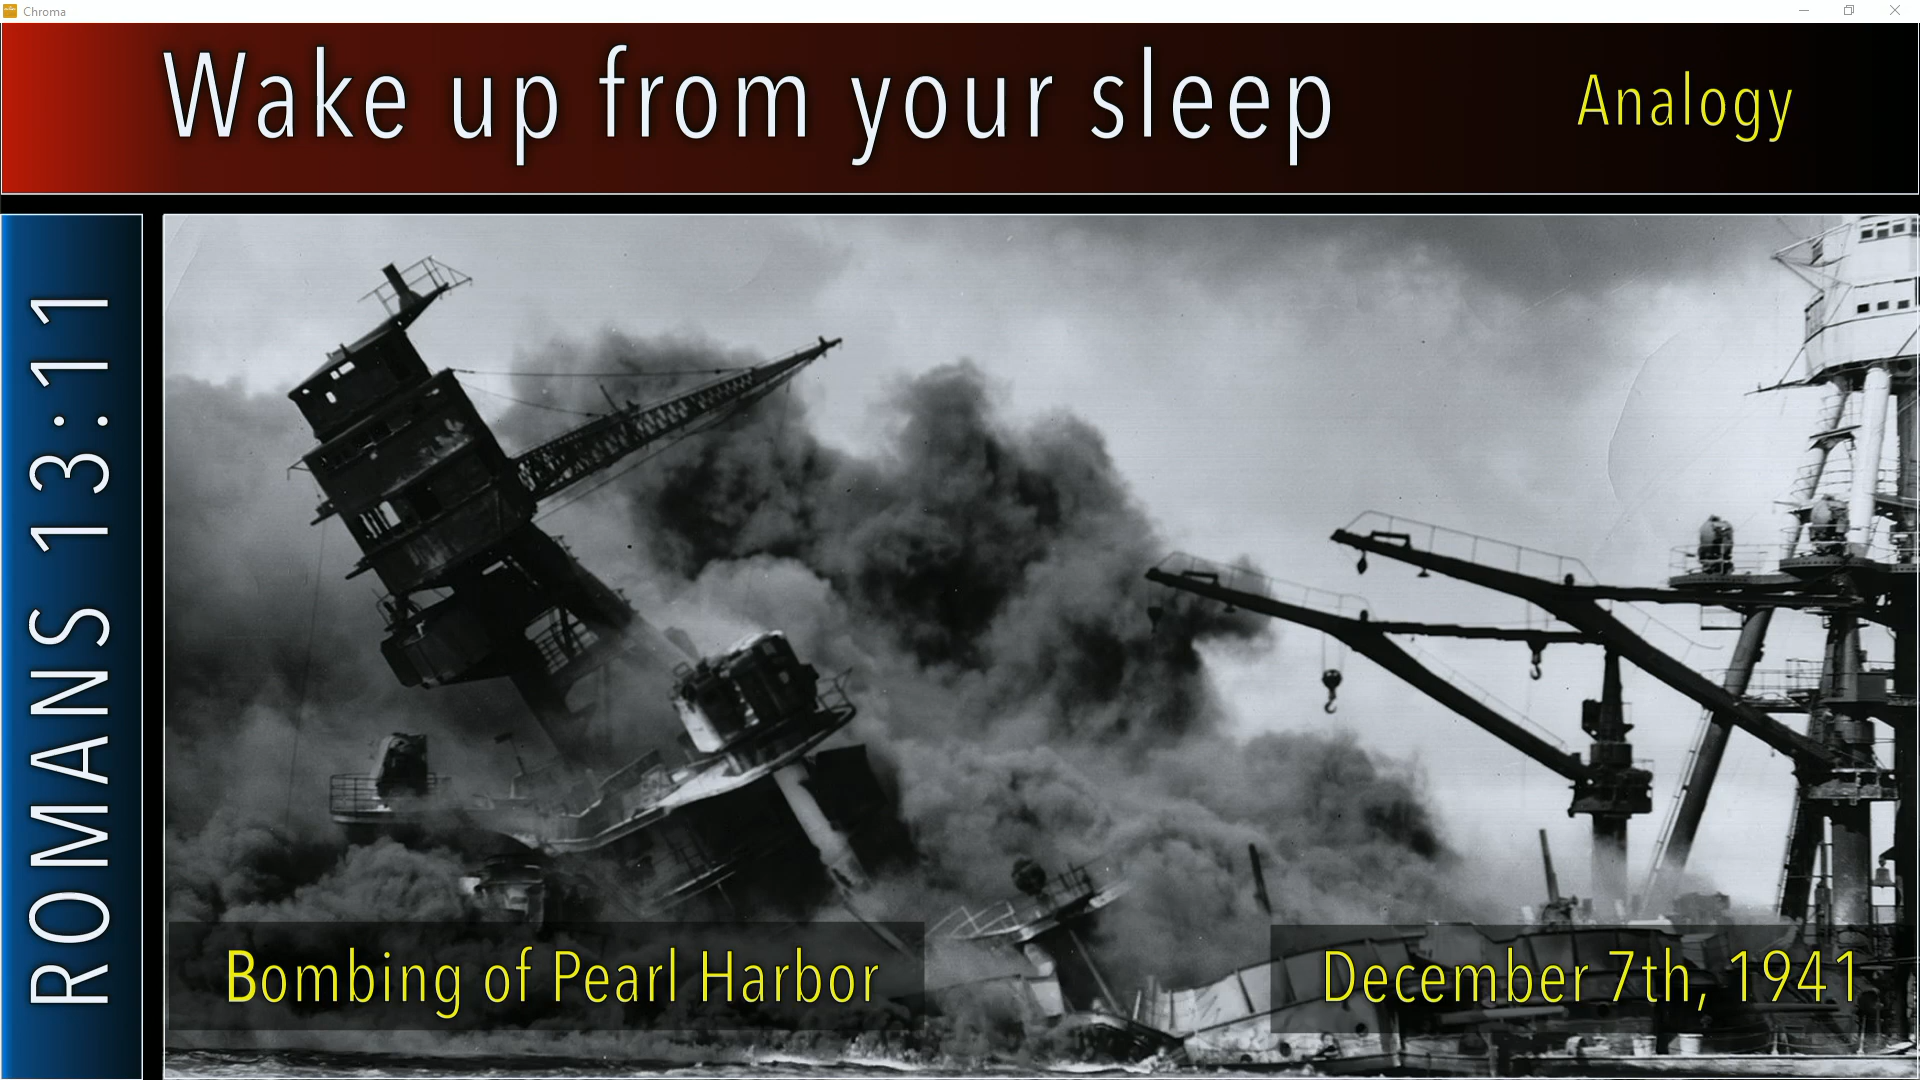 Chroma
Wake up from your sleep
Analogy
ROMANS 13:11
Bombing of Pearl Harbor
December 7th, 1941